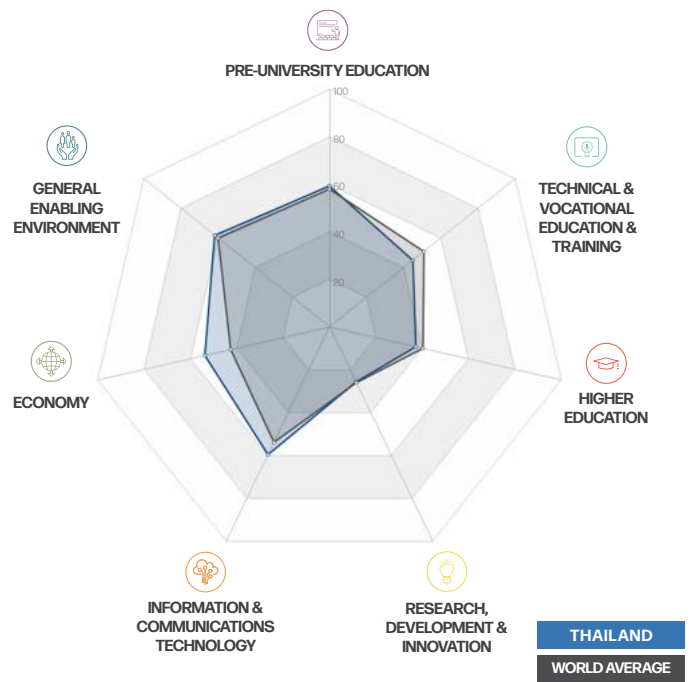 PRE-UNIVERSITY EDUCATION
100
80
60
40
20
GENERAL
ENABLING
ENVIRONMENT
TECHNICAL &
VOCATIONAL
EDUCATION &
TRAINING
ECONOMY
HIGHER
EDUCATION
INFORMATION &
COMMUNICATIONS
TECHNOLOGY
RESEARCH,
DEVELOPMENT &
INNOVATION
THAILAND
WORLD AVERAGE